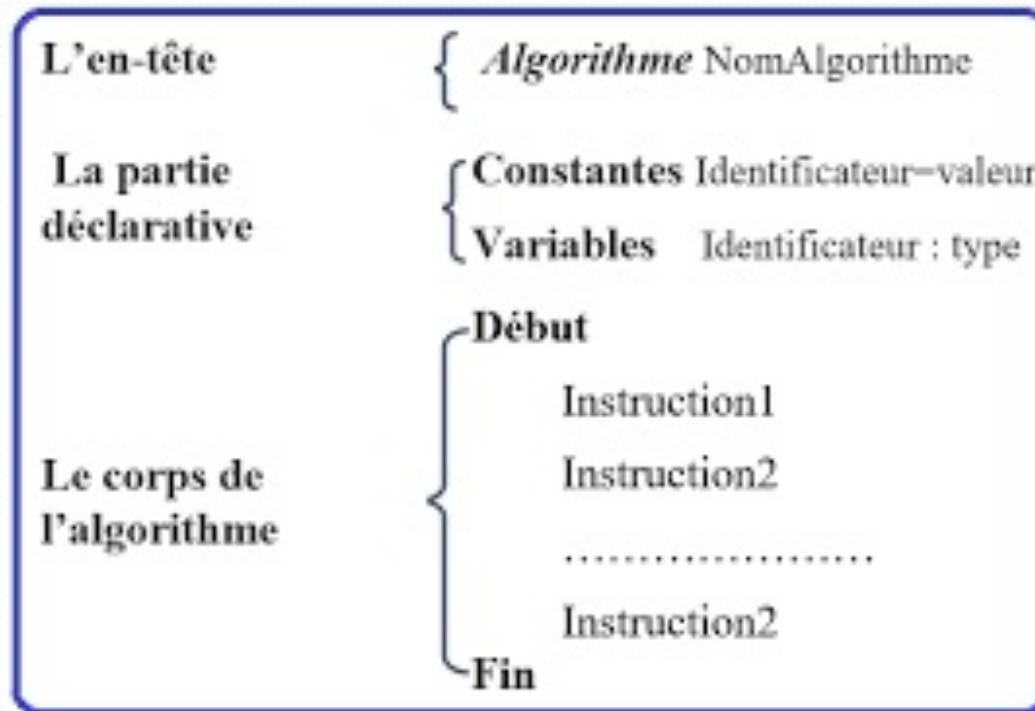 L'en-tête
Algorithme NomAlgorithme
La partie
déclarative
Constantes Identificateur=valeur
Variables Identificateur : type
Le corps de
l'algorithme
Début
Instruction1
Instruction2
.....................
Instruction2
Fin